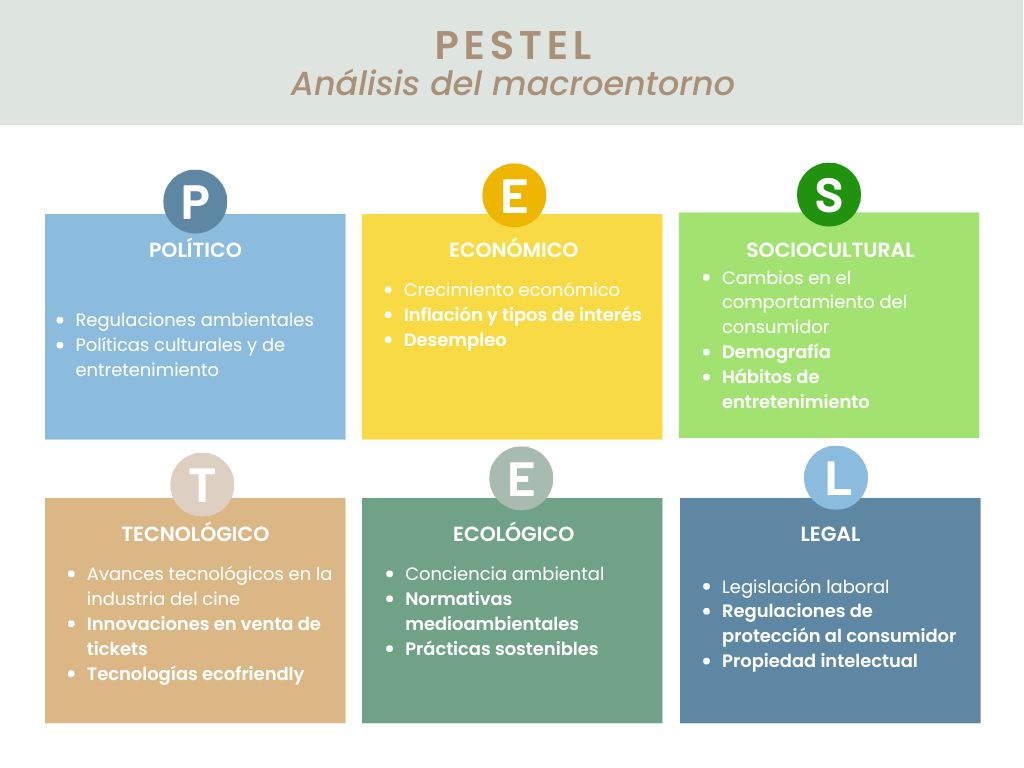 PESTEL
Análisis del macroentorno
P
POLÍTICO
• Regulaciones ambientales
• Políticas culturales y de
entretenimiento
E
ECONÓMICO
• Crecimiento económico
• Inflación y tipos de interés
• Desempleo
S
SOCIOCULTURAL
• Cambios en el
comportamiento del
consumidor
• Demografía
• Hábitos de
entretenimiento
T
TECNOLÓGICO
• Avances tecnológicos en la
industria del cine
• Innovaciones en venta de
tickets
• Tecnologías ecofriendly
E
ECOLÓGICO
• Conciencia ambiental
• Normativas
medioambientales
• Prácticas sostenibles
L
LEGAL
• Legislación laboral
• Regulaciones de
protección al consumidor
• Propiedad intelectual